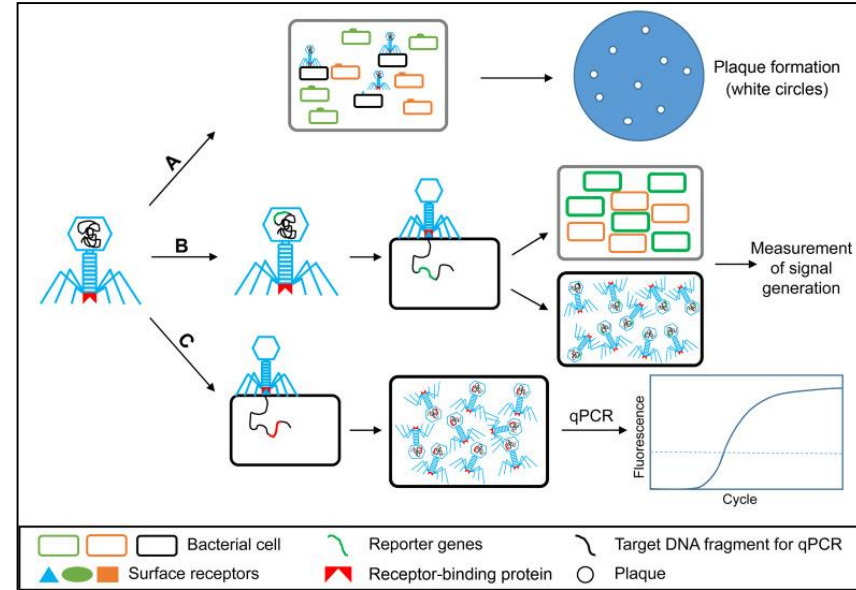 Plaque formation
(white circles)
A
B
C
Measurement
of signal
generation
qPCR
Fluorescence
Cycle
Bacterial cell
Reporter genes
Target DNA fragment for qPCR
Surface receptors
Receptor-binding protein
Plaque